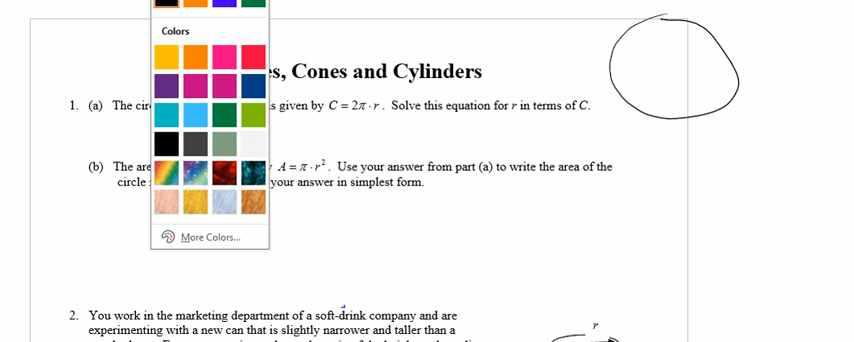 Colors
s, Cones and Cylinders
1. (a) The cir s given by C = 2π · r. Solve this equation for r in terms of C.
(b) The are A = π · r². Use your answer from part (a) to write the area of the
circle your answer in simplest form.
More Colors...
2. You work in the marketing department of a soft-drink company and are
r
experimenting with a new can that is slightly narrower and taller than a